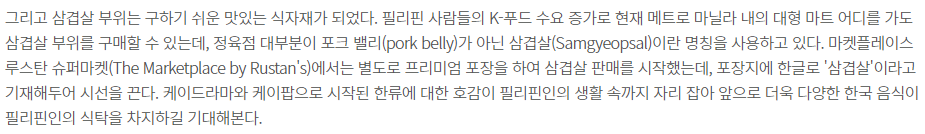 그리고 삼겹살 부위는 구하기 쉬운 맛있는 식자재가 되었다. 필리핀 사람들의 K-푸드 수요 증가로 현재 메트로 마닐라 내의 대형 마트 어디를 가도
삼겹살 부위를 구매할 수 있는데, 정육점 대부분이 포크 밸리(pork belly)가 아닌 삼겹살(Samgyeopsal)이란 명칭을 사용하고 있다. 마켓플레이스
루스탄 슈퍼마켓(The Marketplace by Rustan's)에서는 별도로 프리미엄 포장을 하여 삼겹살 판매를 시작했는데, 포장지에 한글로 '삼겹살'이라고
기재해두어 시선을 끈다. 케이드라마와 케이팝으로 시작된 한류에 대한 호감이 필리핀인의 생활 속까지 자리 잡아 앞으로 더욱 다양한 한국 음식이
필리핀인의 식탁을 차지하길 기대해본다.